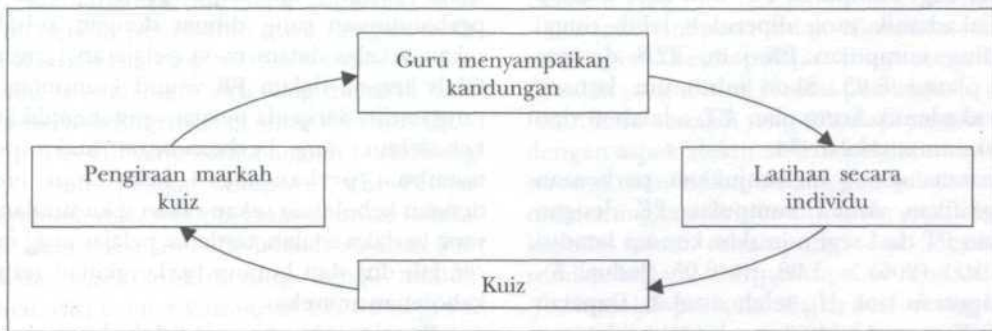 Guru menyampaikan
kandungan
Pengiraan markah
kuiz
Latihan secara
individu
Kuiz